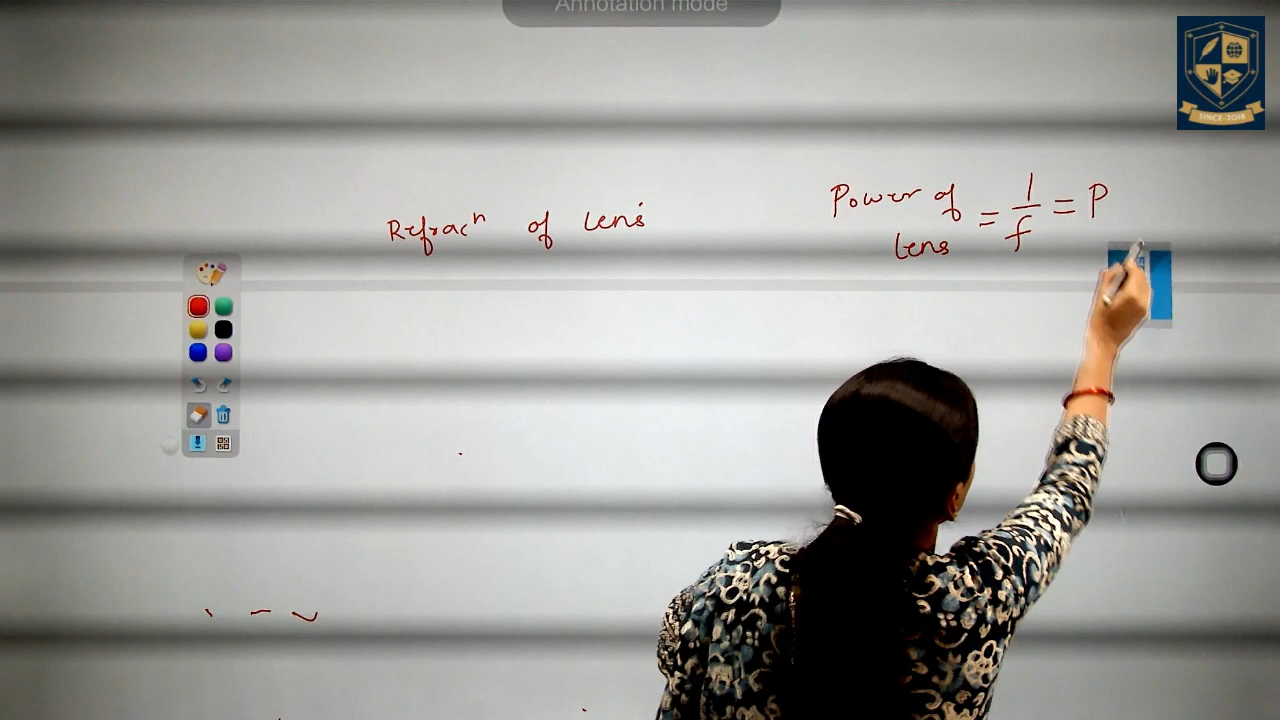 Annotation mode
SINCE-2018
Refracⁿ of lens
Power of lens = 1/f = P